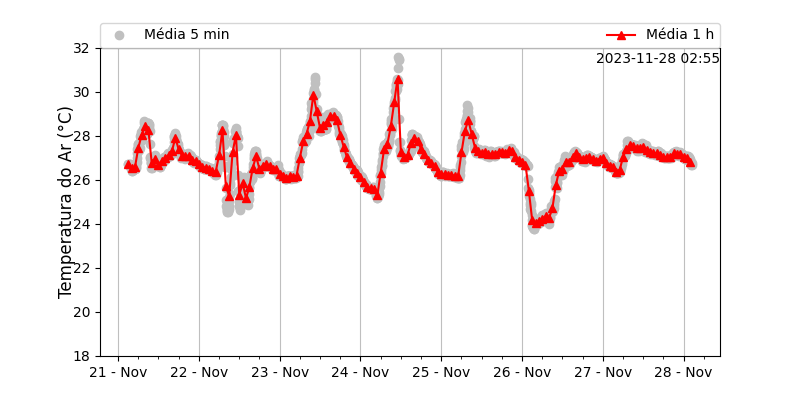 Média 5 min
Média 1 h
2023-11-28 02:55
Temperatura do Ar (°C)
32
30
28
26
24
22
20
18
21 - Nov
22 - Nov
23 - Nov
24 - Nov
25 - Nov
26 - Nov
27 - Nov
28 - Nov